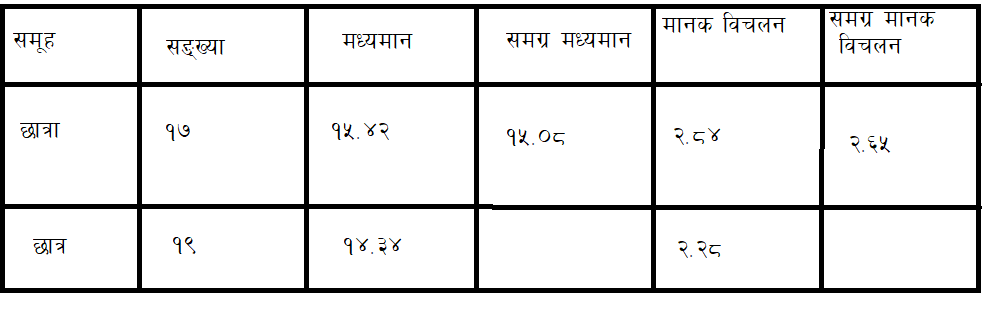 समूह सङ्ख्या मध्यमान समग्र मध्यमान मानक विचलन समग्र मानक
विचलन
छात्रा १७ १५.४२ १५.०८ २.८४ २.६५
छात्र १९ १४.३४ २.२८